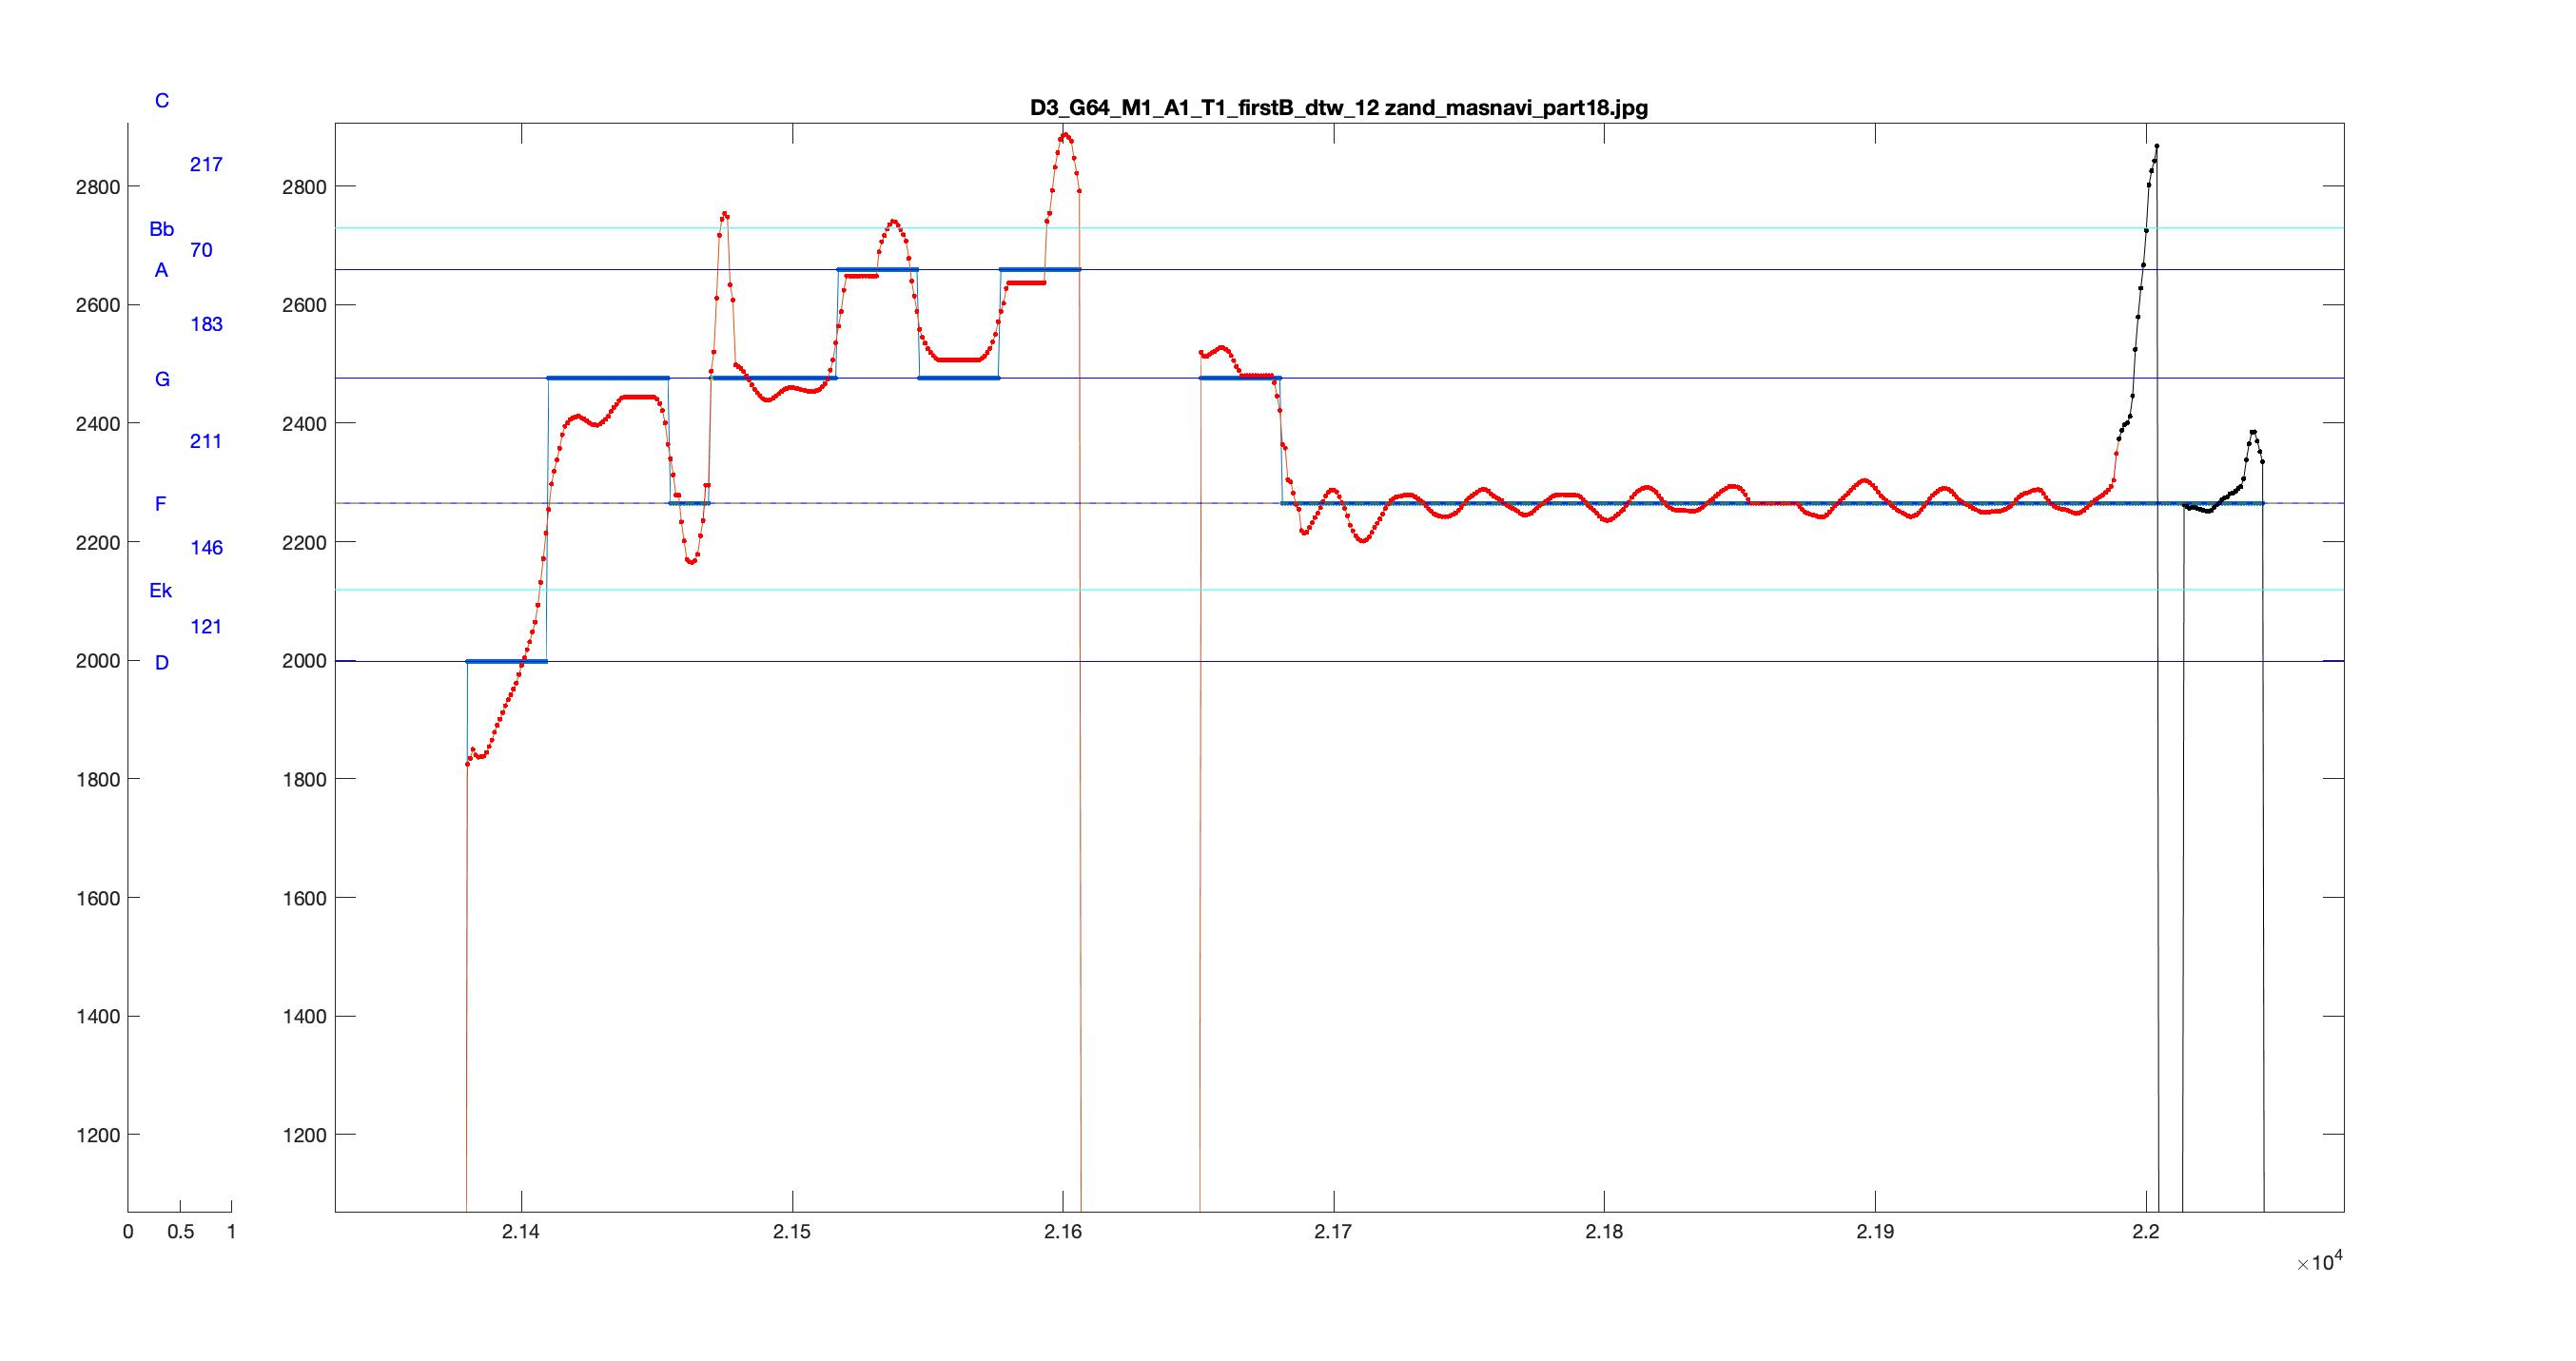 D3_G64_M1_A1_T1_firstB_dtw_12 zand_masnavi_part18.jpg
C
217
2800 2800
Bb
70
A
2600 2600
183
G
2400 2400
211
F
2200 2200
146
Ek
121
2000 D 2000
1800 1800
1600 1600
1400 1400
1200 1200
0 0.5 1 2.14 2.15 2.16 2.17 2.18 2.19 2.2
×10⁴